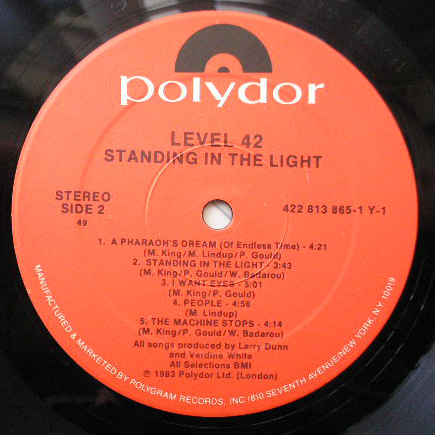 polydor
LEVEL 42
STANDING IN THE LIGHT
STEREO
SIDE 2
49
422 813 865-1 Y-1
1. A PHARAOH'S DREAM (Of Endless Time) - 4:21
(M. King/M. Lindup/P. Gould)
2. STANDING IN THE LIGHT - 3:43
(M. King/P. Gould/W. Badarou)
3. I WANT EYES - 5:01
(M. King/P. Gould)
4. PEOPLE - 4:56
(M. Lindup)
5. THE MACHINE STOPS - 4:14
(M. King/P. Gould/W. Badarou)
All songs produced by Larry Dunn
and Verdine White
All Selections BMI
℗ 1983 Polydor Ltd. (London)
MANUFACTURED & MARKETED BY POLYGRAM RECORDS, INC./810 SEVENTH AVENUE/NEW YORK, N.Y. 10019